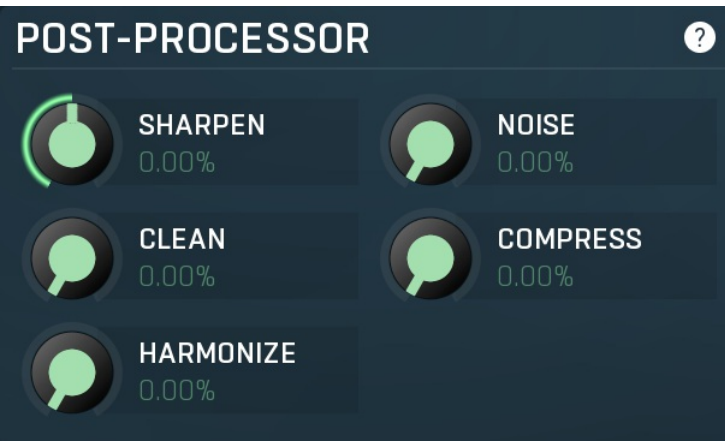 POST-PROCESSOR
?
SHARPEN
0.00%
NOISE
0.00%
CLEAN
0.00%
COMPRESS
0.00%
HARMONIZE
0.00%